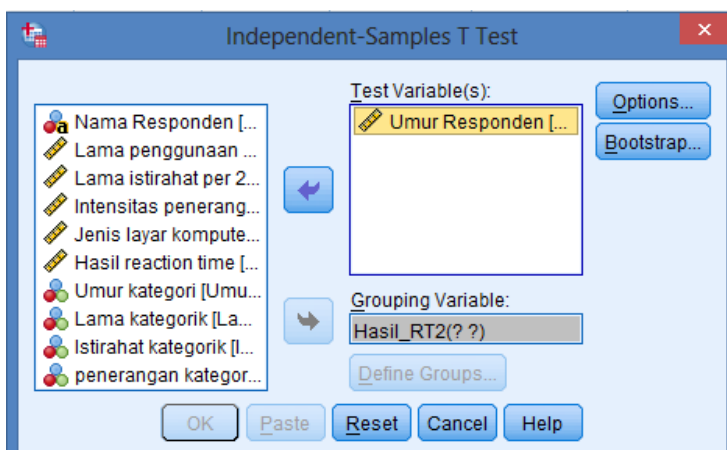 Independent-Samples T Test
Nama Responden [...
Lama penggunaan ...
Lama istirahat per 2...
Intensitas penerang...
Jenis layar kompute...
Hasil reaction time [...
Umur kategori [Umu...
Lama kategorik [La...
Istirahat kategorik [I...
penerangan kategor...
Test Variable(s):
Umur Responden [...
Grouping Variable:
Hasil_RT2(? ?)
Define Groups...
Options...
Bootstrap...
OK Paste Reset Cancel Help